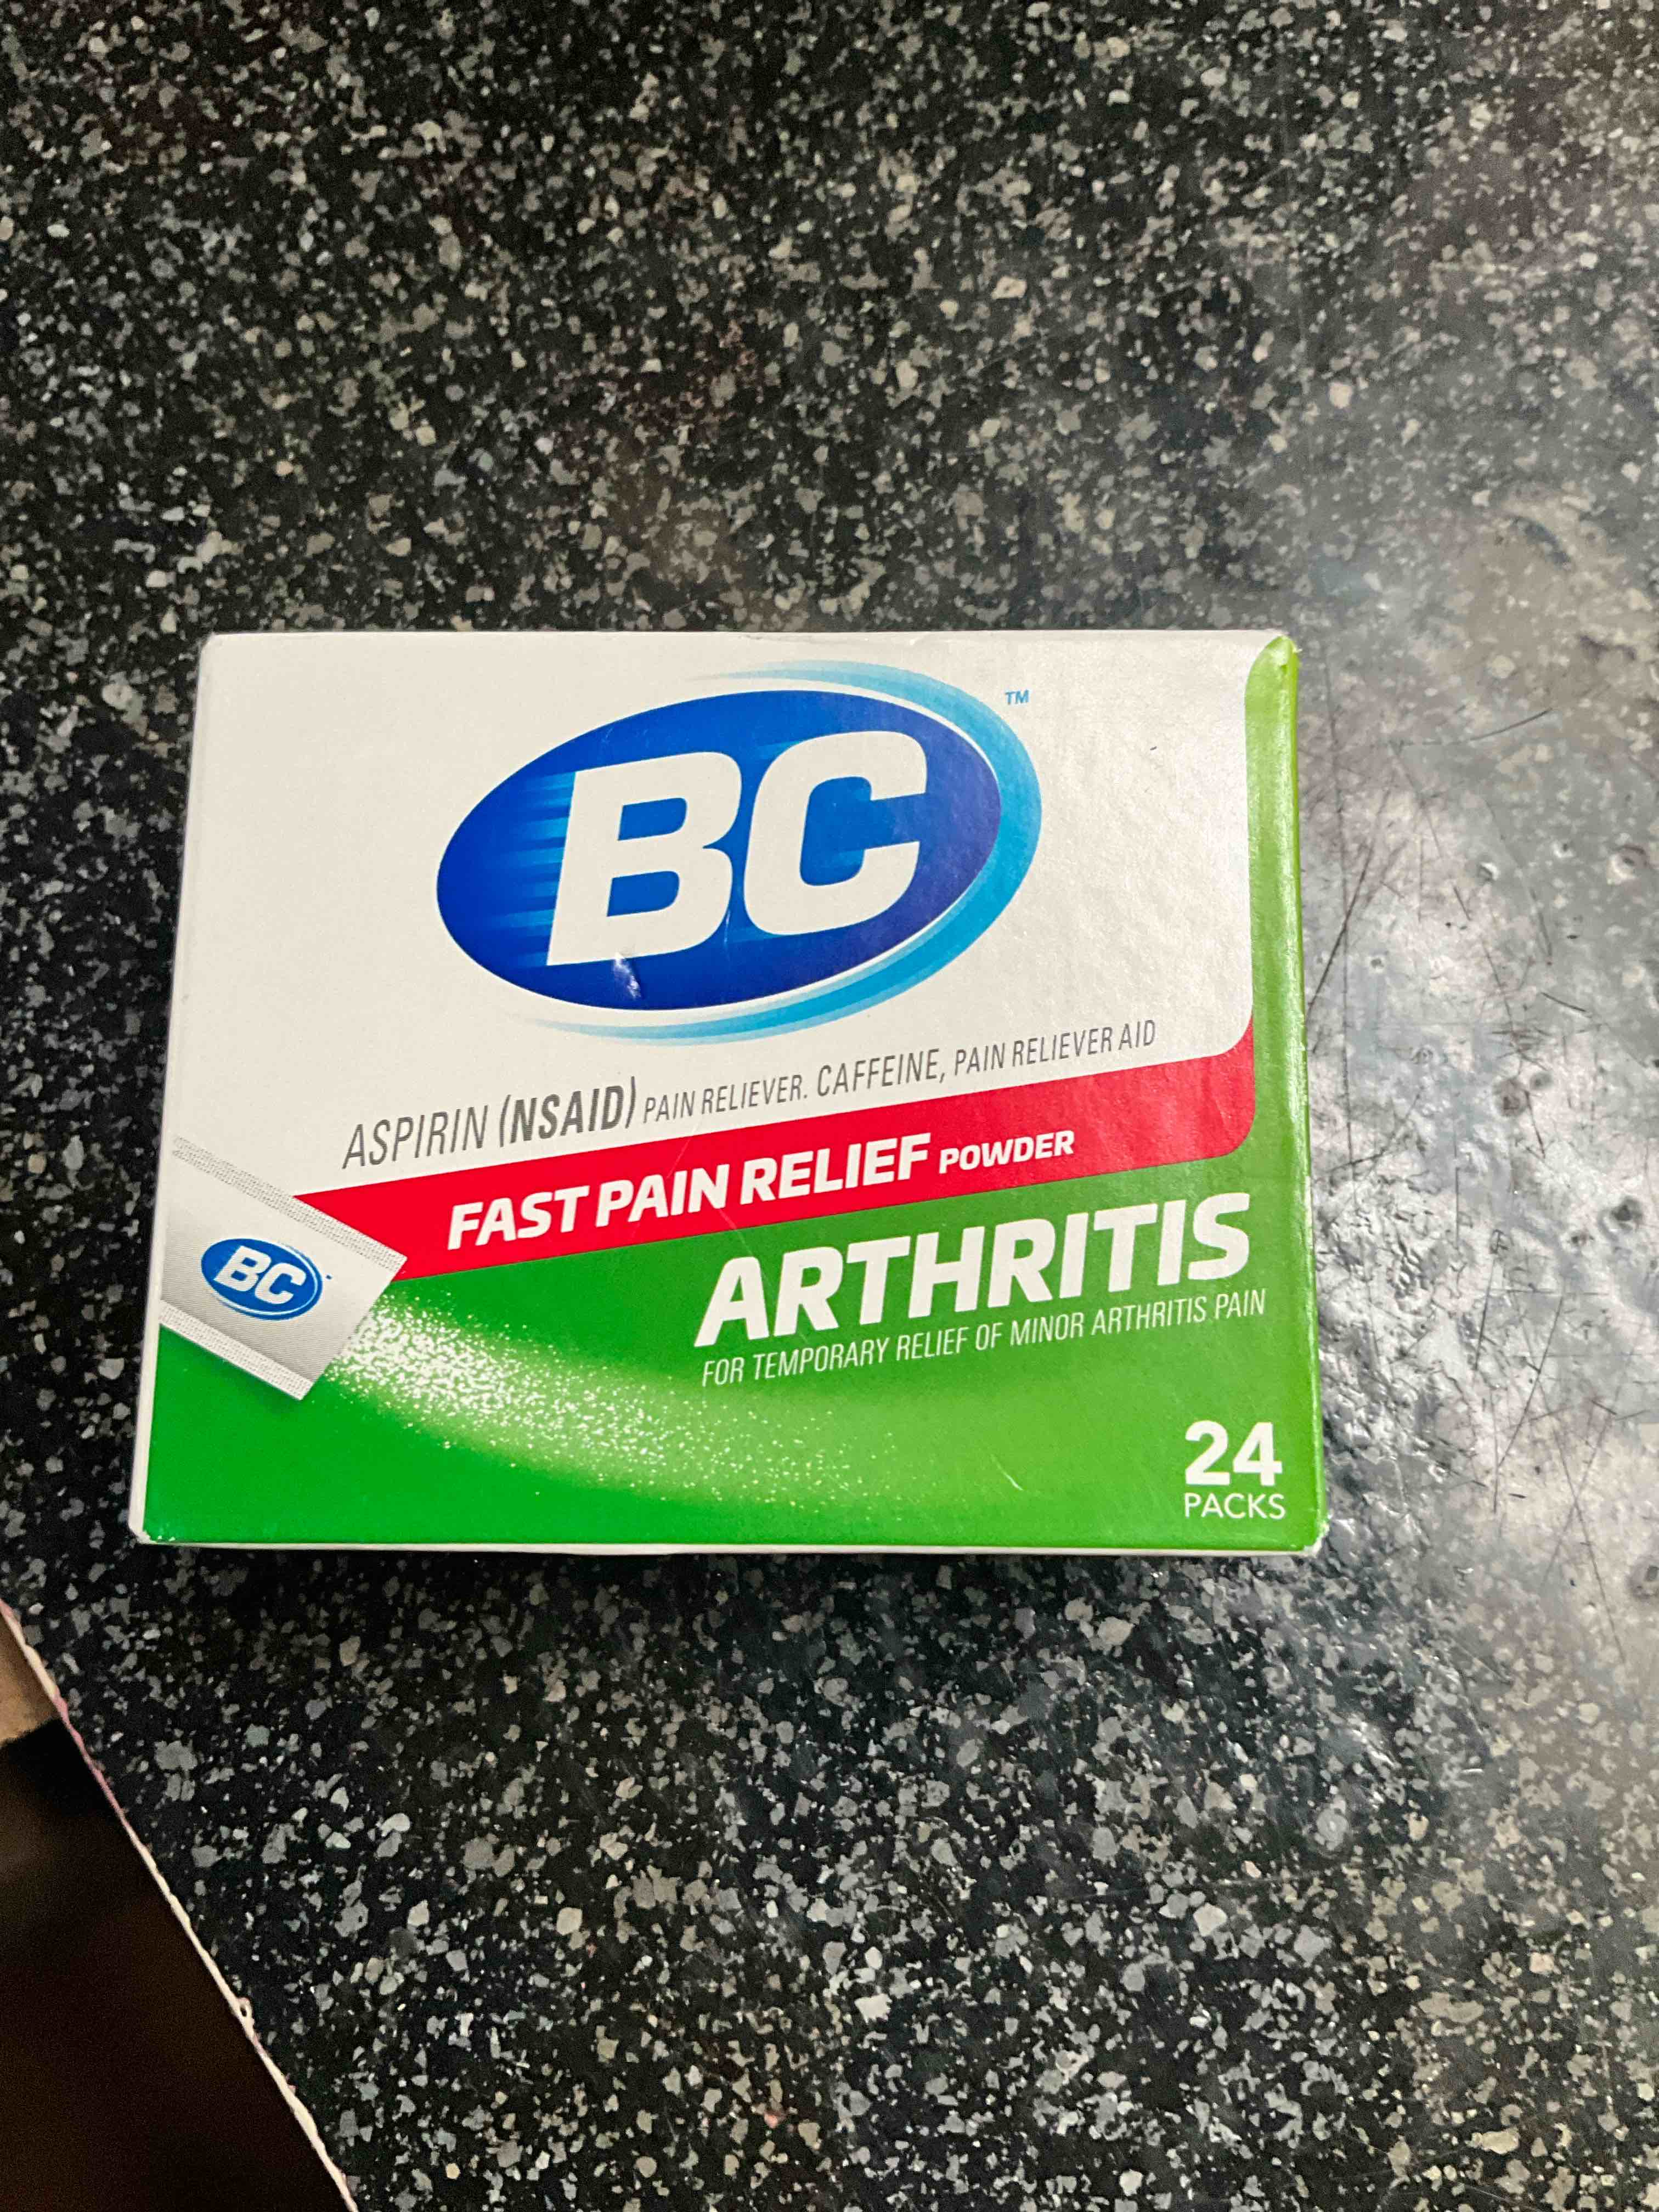 BC
TM
ASPIRIN (NSAID) PAIN RELIEVER. CAFFEINE, PAIN RELIEVER AID
FAST PAIN RELIEF POWDER
BC
ARTHRITIS
FOR TEMPORARY RELIEF OF MINOR ARTHRITIS PAIN
24
PACKS